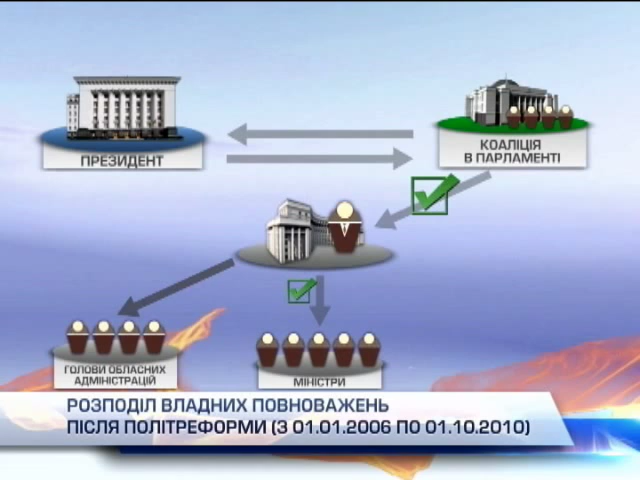 ПРЕЗИДЕНТ
КОАЛІЦІЯ
В ПАРЛАМЕНТІ
ГОЛОВИ ОБЛАСНИХ
АДМІНІСТРАЦІЙ
МІНІСТРИ
РОЗПОДІЛ ВЛАДНИХ ПОВНОВАЖЕНЬ
ПІСЛЯ ПОЛІТРЕФОРМИ (З 01.01.2006 ПО 01.10.2010)